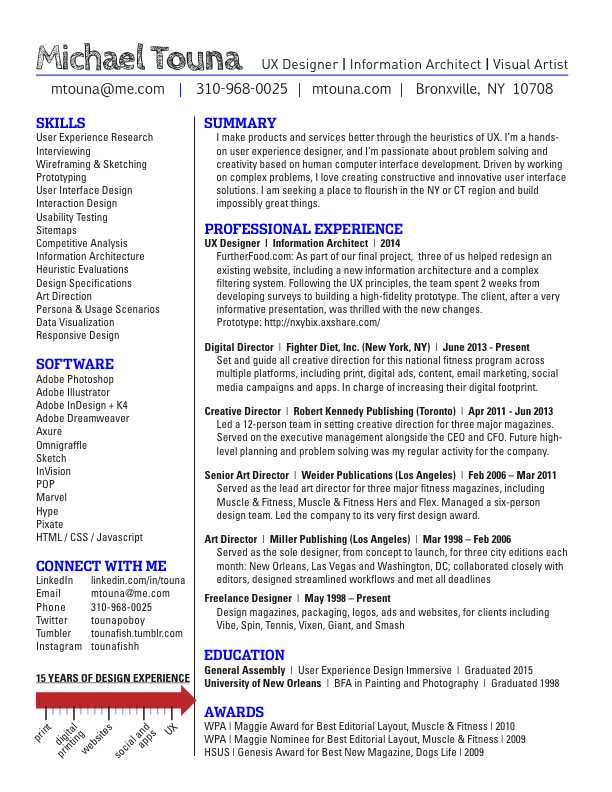 Michael Touna
UX Designer | Information Architect | Visual Artist
mtouna@me.com | 310-968-0025 | mtouna.com | Bronxville, NY 10708
SKILLS
User Experience Research
Interviewing
Wireframing & Sketching
Prototyping
User Interface Design
Interaction Design
Usability Testing
Sitemaps
Competitive Analysis
Information Architecture
Heuristic Evaluations
Design Specifications
Art Direction
Persona & Usage Scenarios
Data Visualization
Responsive Design
SOFTWARE
Adobe Photoshop
Adobe Illustrator
Adobe InDesign + K4
Adobe Dreamweaver
Axure
Omnigraffle
Sketch
InVision
POP
Marvel
Hype
Pixate
HTML / CSS / Javascript
CONNECT WITH ME
LinkedIn linkedin.com/in/touna
Email mtouna@me.com
Phone 310-968-0025
Twitter tounapoboy
Tumbler tounafish.tumblr.com
Instagram tounafishh
15 YEARS OF DESIGN EXPERIENCE
print
digital
printing
websites
social and
apps
UX
SUMMARY
I make products and services better through the heuristics of UX. I'm a hands-
on user experience designer, and I'm passionate about problem solving and
creativity based on human computer interface development. Driven by working
on complex problems, I love creating constructive and innovative user interface
solutions. I am seeking a place to flourish in the NY or CT region and build
impossibly great things.
PROFESSIONAL EXPERIENCE
UX Designer | Information Architect | 2014
FurtherFood.com: As part of our final project, three of us helped redesign an
existing website, including a new information architecture and a complex
filtering system. Following the UX principles, the team spent 2 weeks from
developing surveys to building a high-fidelity prototype. The client, after a very
informative presentation, was thrilled with the new changes.
Prototype: http://nxybix.axshare.com/
Digital Director | Fighter Diet, Inc. (New York, NY) | June 2013 - Present
Set and guide all creative direction for this national fitness program across
multiple platforms, including print, digital ads, content, email marketing, social
media campaigns and apps. In charge of increasing their digital footprint.
Creative Director | Robert Kennedy Publishing (Toronto) | Apr 2011 - Jun 2013
Led a 12-person team in setting creative direction for three major magazines.
Served on the executive management alongside the CEO and CFO. Future high-
level planning and problem solving was my regular activity for the company.
Senior Art Director | Weider Publications (Los Angeles) | Feb 2006 – Mar 2011
Served as the lead art director for three major fitness magazines, including
Muscle & Fitness, Muscle & Fitness Hers and Flex. Managed a six-person
design team. Led the company to its very first design award.
Art Director | Miller Publishing (Los Angeles) | Mar 1998 – Feb 2006
Served as the sole designer, from concept to launch, for three city editions each
month: New Orleans, Las Vegas and Washington, DC; collaborated closely with
editors, designed streamlined workflows and met all deadlines
Freelance Designer | May 1998 – Present
Design magazines, packaging, logos, ads and websites, for clients including
Vibe, Spin, Tennis, Vixen, Giant, and Smash
EDUCATION
General Assembly | User Experience Design Immersive | Graduated 2015
University of New Orleans | BFA in Painting and Photography | Graduated 1998
AWARDS
WPA | Maggie Award for Best Editorial Layout, Muscle & Fitness | 2010
WPA | Maggie Nominee for Best Editorial Layout, Muscle & Fitness | 2009
HSUS | Genesis Award for Best New Magazine, Dogs Life | 2009